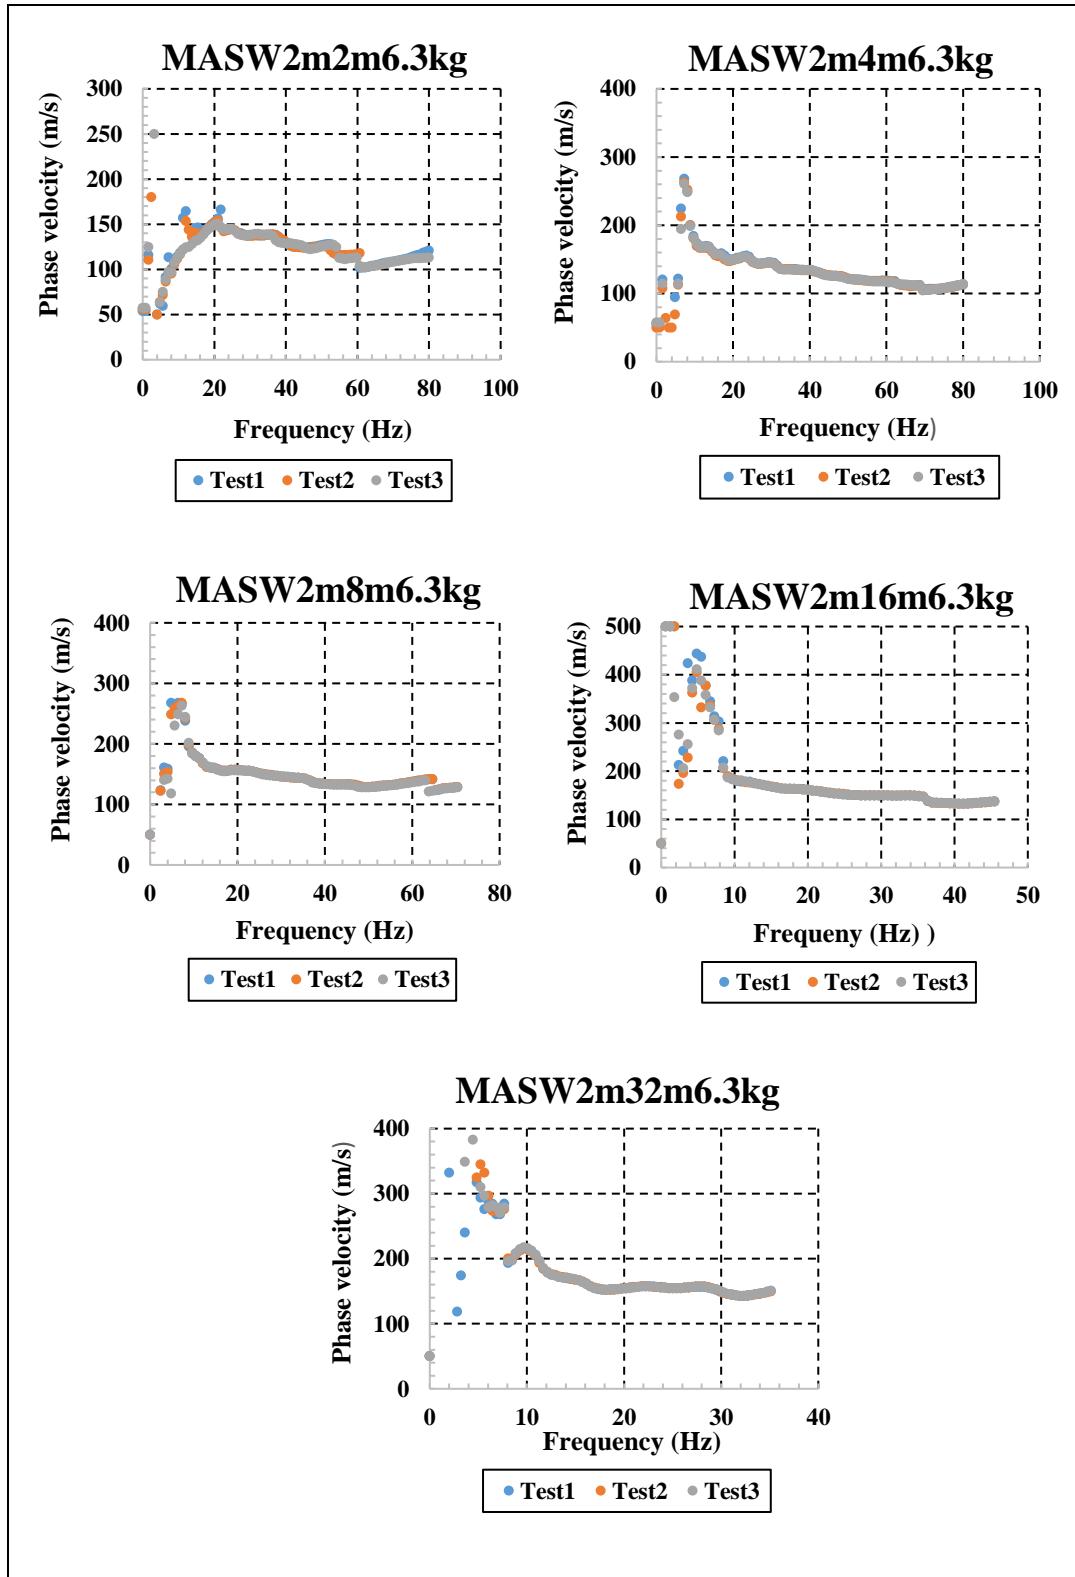 MASW2m2m6.3kg
300
250
200
150
100
50
0
Phase velocity (m/s)
0 20 40 60 80 100
Frequency (Hz)
Test1 Test2 Test3
MASW2m4m6.3kg
400
300
200
100
0
Phase velocity (m/s)
0 20 40 60 80 100
Frequency (Hz)
Test1 Test2 Test3
MASW2m8m6.3kg
400
300
200
100
0
Phase velocity (m/s)
0 20 40 60 80
Frequency (Hz)
Test1 Test2 Test3
MASW2m16m6.3kg
500
400
300
200
100
0
Phase velocity (m/s)
0 10 20 30 40 50
Frequeny (Hz) )
Test1 Test2 Test3
MASW2m32m6.3kg
400
300
200
100
0
Phase velocity (m/s)
0 10 20 30 40
Frequency (Hz)
Test1 Test2 Test3